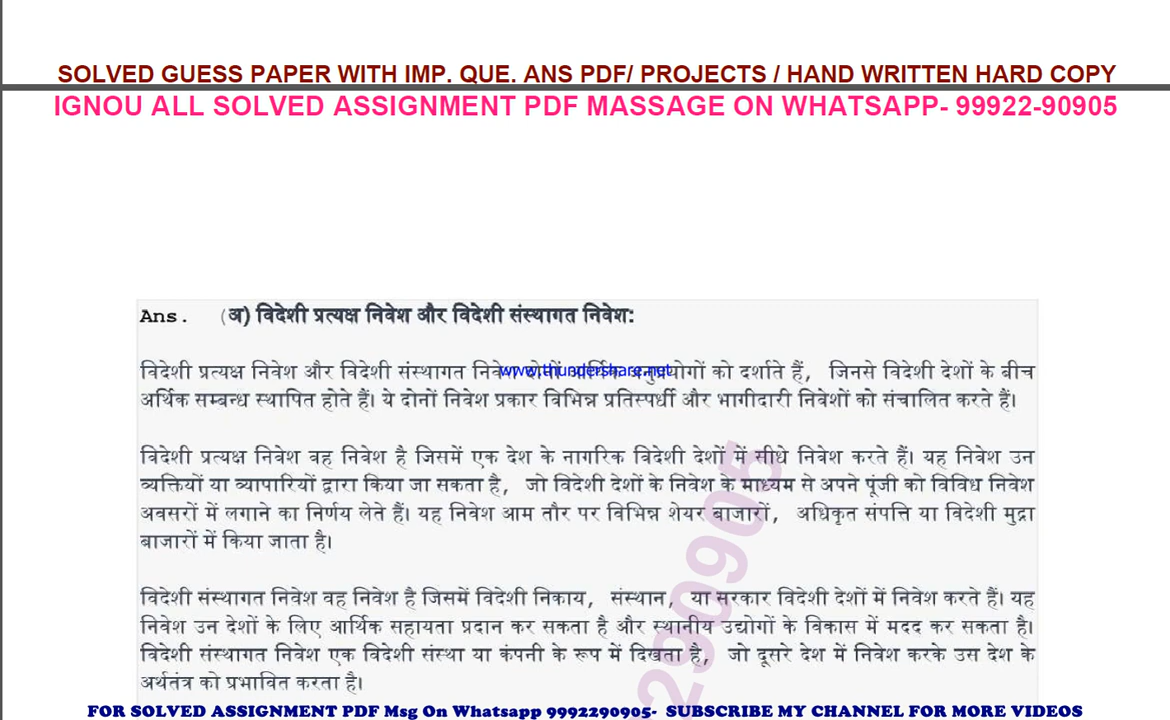 SOLVED GUESS PAPER WITH IMP. QUE. ANS PDF/ PROJECTS / HAND WRITTEN HARD COPY
IGNOU ALL SOLVED ASSIGNMENT PDF MASSAGE ON WHATSAPP- 99922-90905
Ans. (अ) विदेशी प्रत्यक्ष निवेश और विदेशी संस्थागत निवेश:
विदेशी प्रत्यक्ष निवेश और विदेशी संस्थागत को दर्शाते हैं, जिनसे विदेशी देशों के बीच
www.thundershare.net
अर्थिक सम्बन्ध स्थापित होते हैं। ये दोनों निवेश प्रकार विभिन्न प्रतिस्पर्धी और भागीदारी निवेशों को संचालित करते हैं।
विदेशी प्रत्यक्ष निवेश वह निवेश है जिसमें एक देश के नागरिक विदेशी देशों में सीधे निवेश करते हैं। यह निवेश उन
व्यक्तियों या व्यापारियों द्वारा किया जा सकता है, जो विदेशी देशों के निवेश के माध्यम से अपने पूंजी को विविध निवेश
अवसरों में लगाने का निर्णय लेते हैं। यह निवेश आम तौर पर विभिन्न शेयर बाजारों, अधिकृत संपत्ति या विदेशी मुद्रा
बाजारों में किया जाता है।
विदेशी संस्थागत निवेश वह निवेश है जिसमें विदेशी निकाय, संस्थान, या सरकार विदेशी देशों में निवेश करते हैं। यह
निवेश उन देशों के लिए आर्थिक सहायता प्रदान कर सकता है और स्थानीय उद्योगों के विकास में मदद कर सकता है।
विदेशी संस्थागत निवेश एक विदेशी संस्था या कंपनी के रूप में दिखता है, जो दूसरे देश में निवेश करके उस देश के
अर्थतंत्र को प्रभावित करता है।
290905
FOR SOLVED ASSIGNMENT PDF Msg On Whatsapp 9992290905- SUBSCRIBE MY CHANNEL FOR MORE VIDEOS